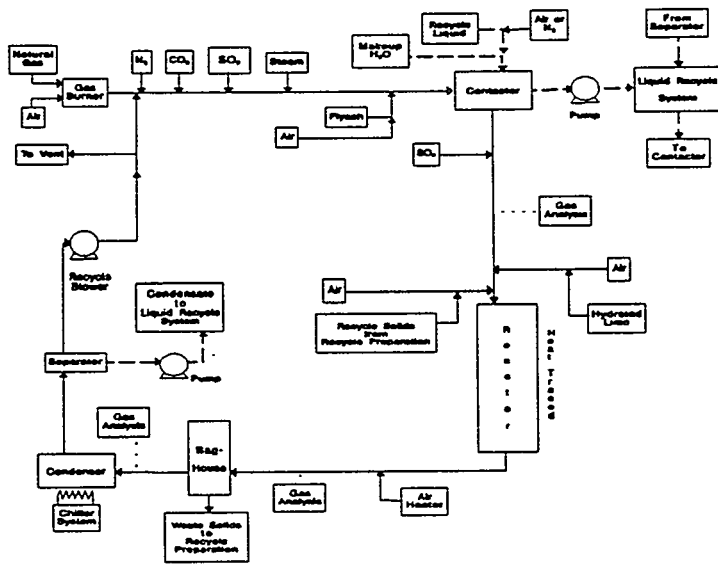 Natural
Gas
Air
Gas
Burner
N₂
CO₂
SO₂
Steam
Recycle
Liquid
Air or
N₂
Makeup
H₂O
From
Separator
Contactor
Pump
Liquid Recycle
System
To
Contactor
Flyash
Air
To Vent
SO₂
Gas
Analysis
Recycle
Blower
Condensate
to
Liquid Recycle
System
Air
Air
Recycle Solids
from
Recycle Preparation
Hydrated
Lime
Reactor
Heat Traced
Separator
Pump
Gas
Analysis
Bag-
House
Condenser
Chiller
System
Gas
Analysis
Air
Heater
Waste Solids
to
Recycle
Preparation